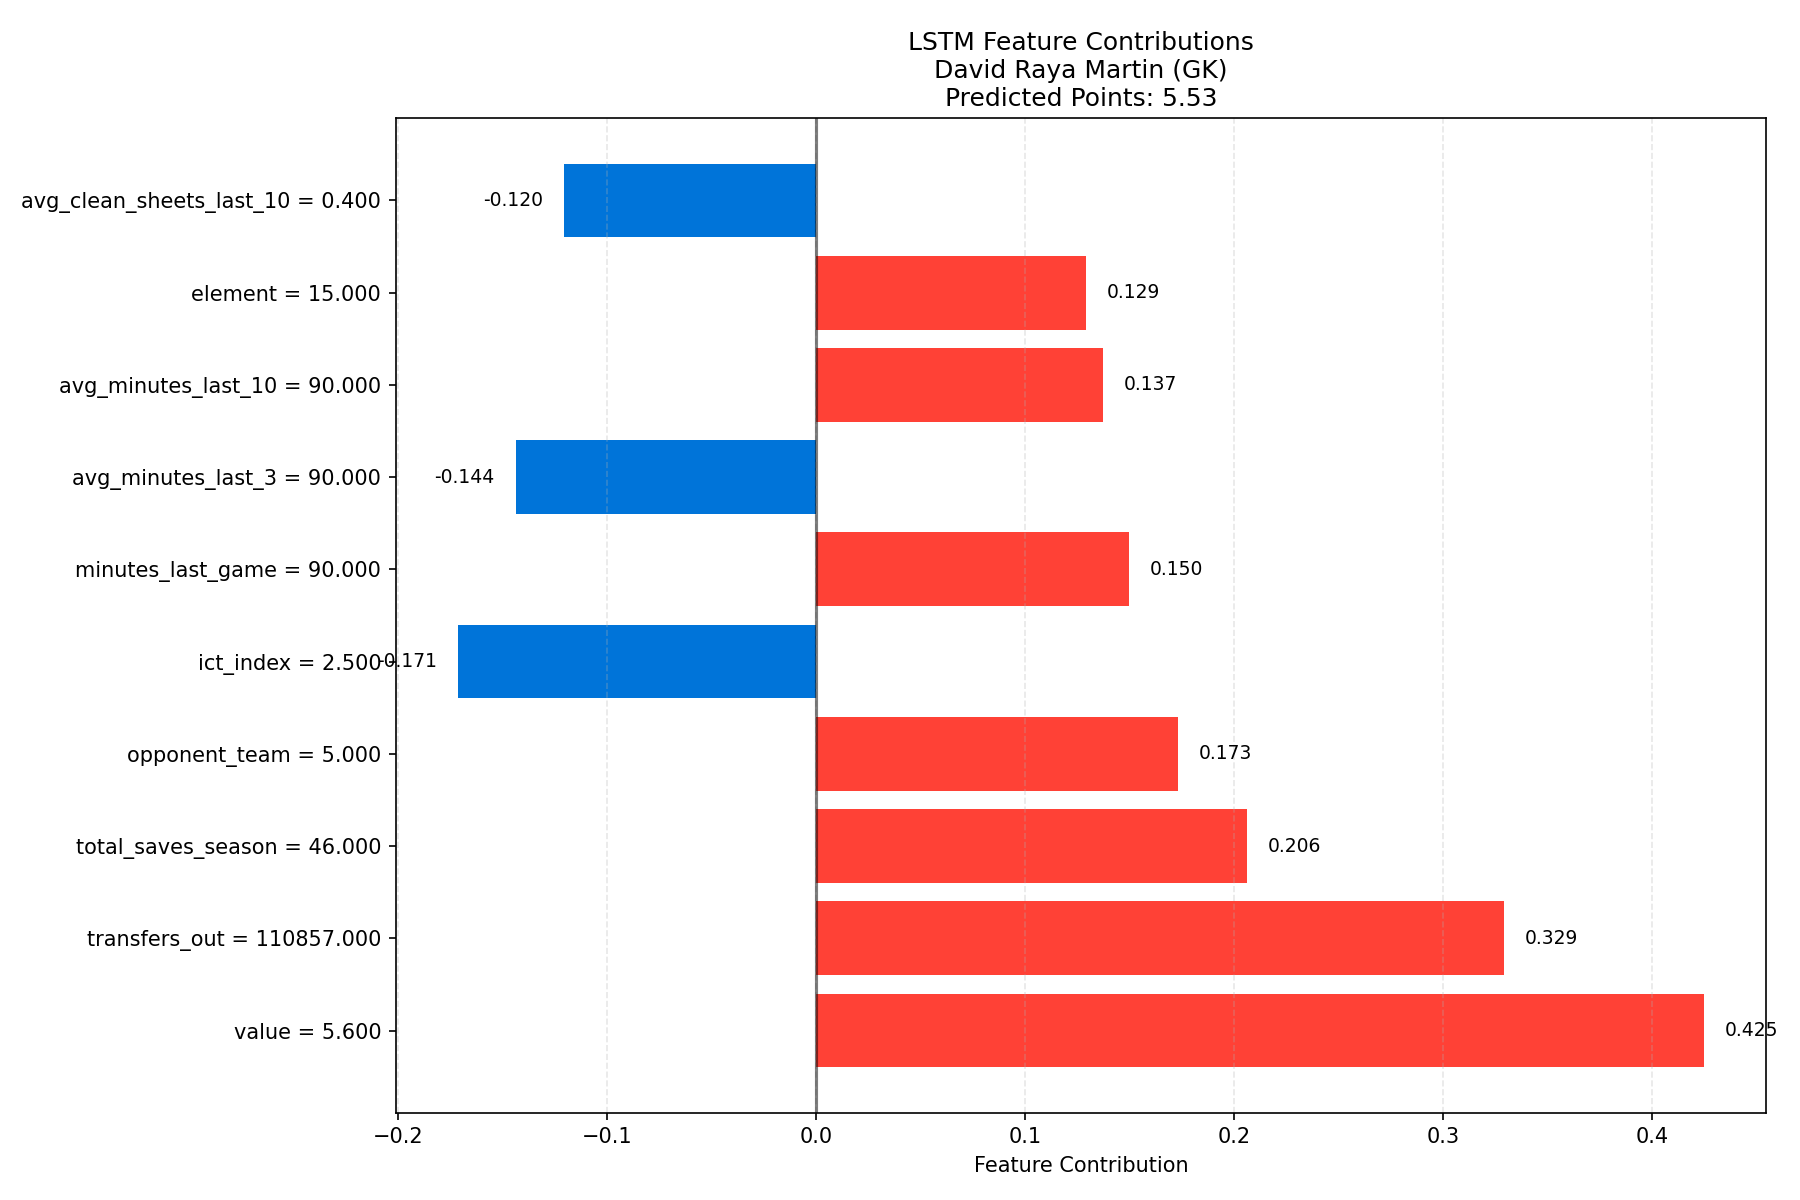 LSTM Feature Contributions
David Raya Martin (GK)
Predicted Points: 5.53
avg_clean_sheets_last_10 = 0.400
-0.120
element = 15.000
0.129
avg_minutes_last_10 = 90.000
0.137
avg_minutes_last_3 = 90.000
-0.144
minutes_last_game = 90.000
0.150
ict_index = 2.500
-0.171
opponent_team = 5.000
0.173
total_saves_season = 46.000
0.206
transfers_out = 110857.000
0.329
value = 5.600
0.425
−0.2 −0.1 0.0 0.1 0.2 0.3 0.4
Feature Contribution